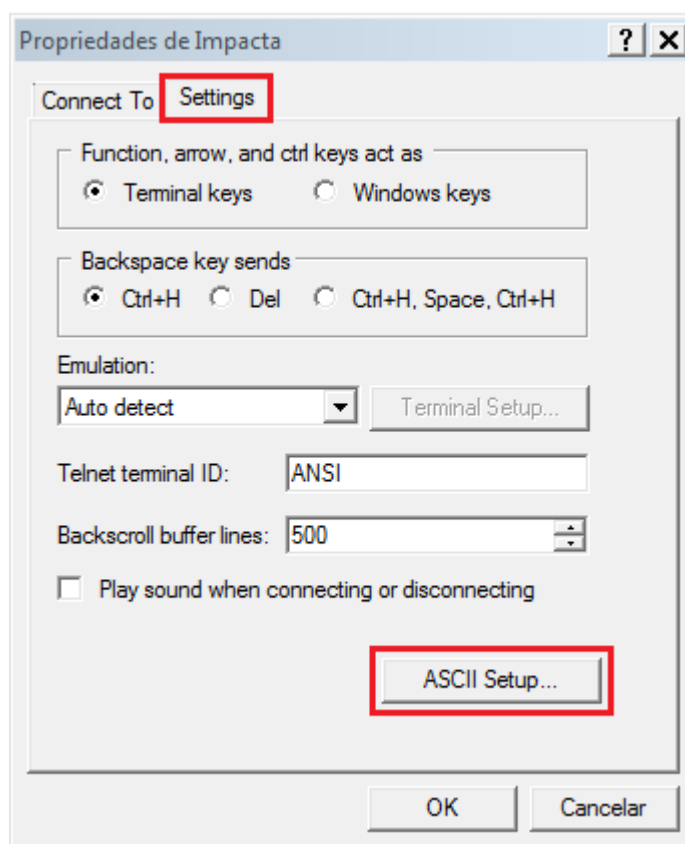 Propriedades de Impacta
?
Connect To Settings
Function, arrow, and ctrl keys act as
Terminal keys Windows keys
Backspace key sends
Ctrl+H Del Ctrl+H, Space, Ctrl+H
Emulation:
Auto detect Terminal Setup...
Telnet terminal ID: ANSI
Backscroll buffer lines: 500
Play sound when connecting or disconnecting
ASCII Setup...
OK Cancelar